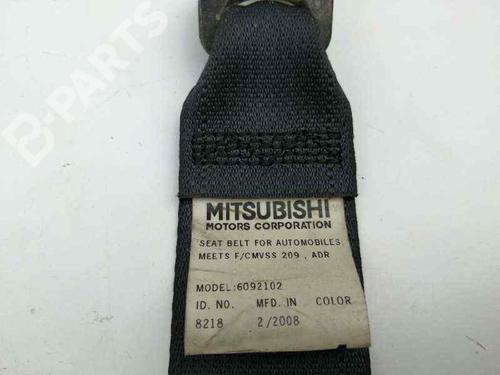 B-PARTS
MITSUBISHI
MOTORS CORPORATION
SEAT BELT FOR AUTOMOBILES
MEETS F/CMVSS 209 , ADR
MODEL:6092102
ID. NO. MFD. IN COLOR
8218 2/2008